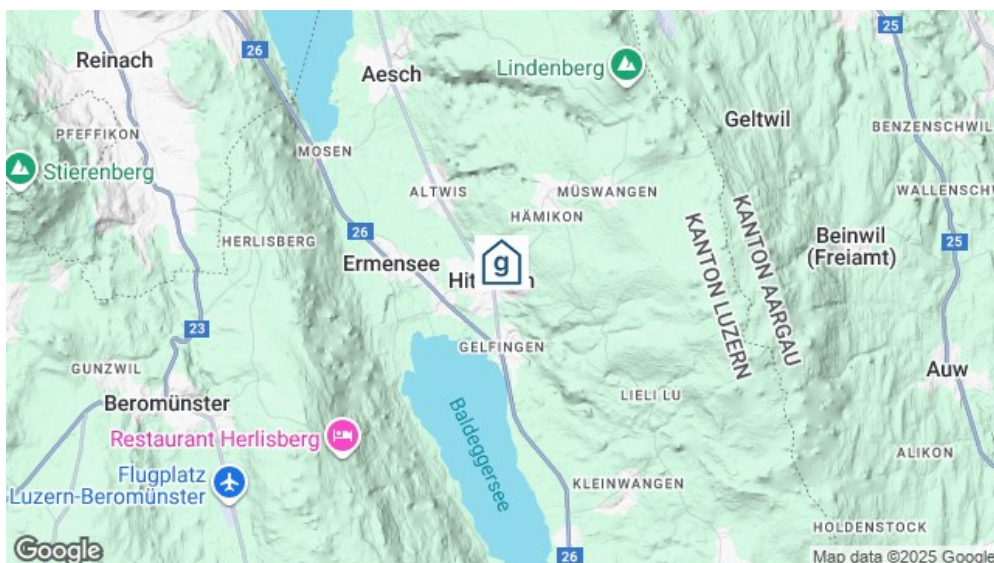 26
25
Reinach
Aesch
Lindenberg
Geltwil
PFEFFIKON
MOSEN
BENZENSCHWIL
Stierenberg
ALTWIS
MÜSWANGEN
HÄMIKON
WALLENSCHW
HERLISBERG
26
KANTON LUZERN
KANTON AARGAU
Beinwil
(Freiamt)
25
Ermensee
g
Hit
n
23
GELFINGEN
GUNZWIL
Auw
Beromünster
LIELI LU
Restaurant Herlisberg
Baldeggersee
ALIKON
Flugplatz
Luzern-Beromünster
KLEINWANGEN
HOLDENSTOCK
Google
26
Map data ©2025 Google